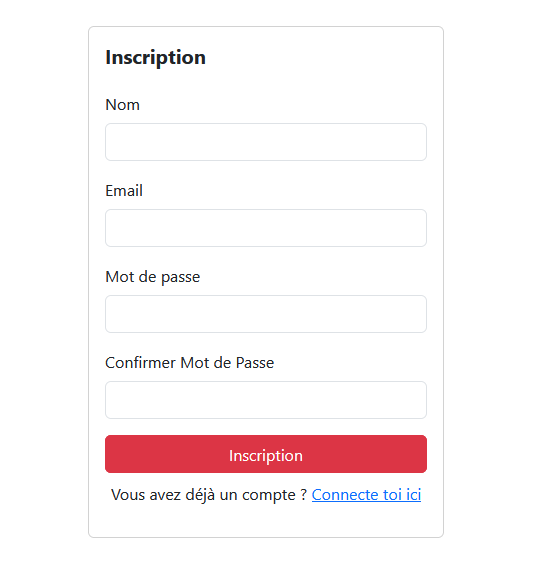 Inscription
Nom
Email
Mot de passe
Confirmer Mot de Passe
Inscription
Vous avez déjà un compte ? Connecte toi ici